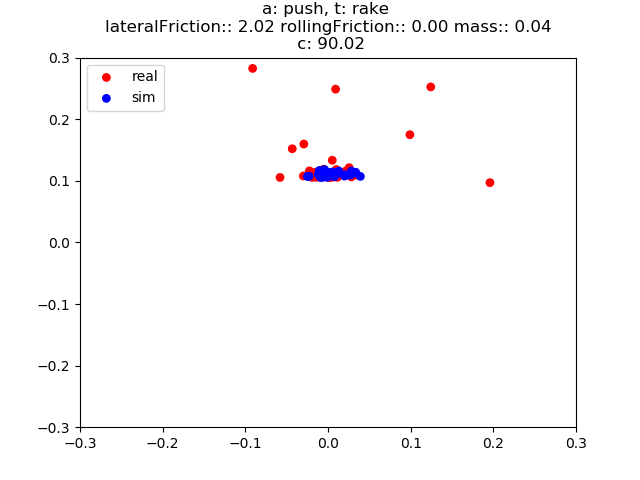 a: push, t: rake
lateralFriction:: 2.02 rollingFriction:: 0.00 mass:: 0.04
c: 90.02
real
sim
0.3
0.2
0.1
0.0
−0.1
−0.2
−0.3
−0.3
−0.2
−0.1
0.0
0.1
0.2
0.3